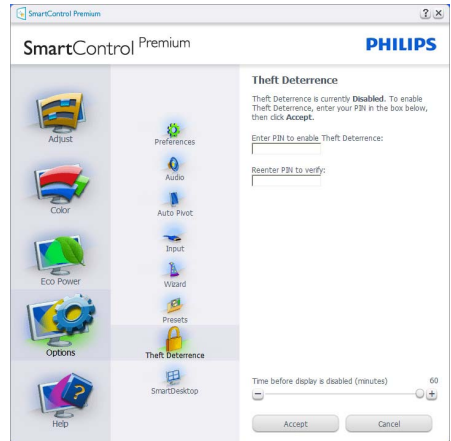 SmartControl Premium
SmartControl Premium
PHILIPS
Adjust
Color
Eco Power
Options
Help
Preferences
Audio
Auto Pivot
Input
Wizard
Presets
Theft Deterrence
SmartDesktop
Theft Deterrence
Theft Deterrence is currently Disabled. To enable
Theft Deterrence, enter your PIN in the box below,
then click Accept.
Enter PIN to enable Theft Deterrence:
Reenter PIN to verify:
Time before display is disabled (minutes) 60
Accept Cancel